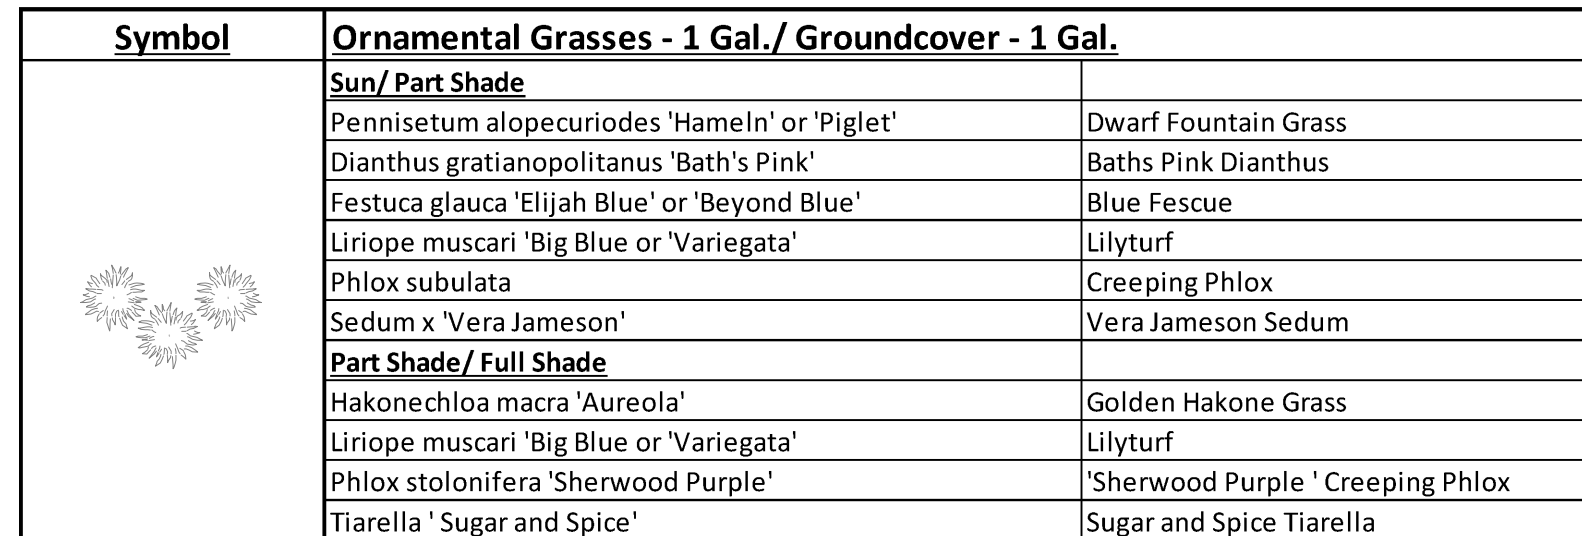 Symbol Ornamental Grasses - 1 Gal./ Groundcover - 1 Gal.
Sun/ Part Shade
Pennisetum alopecuriodes 'Hameln' or 'Piglet' Dwarf Fountain Grass
Dianthus gratianopolitanus 'Bath's Pink' Baths Pink Dianthus
Festuca glauca 'Elijah Blue' or 'Beyond Blue' Blue Fescue
Liriope muscari 'Big Blue or 'Variegata' Lilyturf
Phlox subulata Creeping Phlox
Sedum x 'Vera Jameson' Vera Jameson Sedum
Part Shade/ Full Shade
Hakonechloa macra 'Aureola' Golden Hakone Grass
Liriope muscari 'Big Blue or 'Variegata' Lilyturf
Phlox stolonifera 'Sherwood Purple' 'Sherwood Purple ' Creeping Phlox
Tiarella ' Sugar and Spice' Sugar and Spice Tiarella